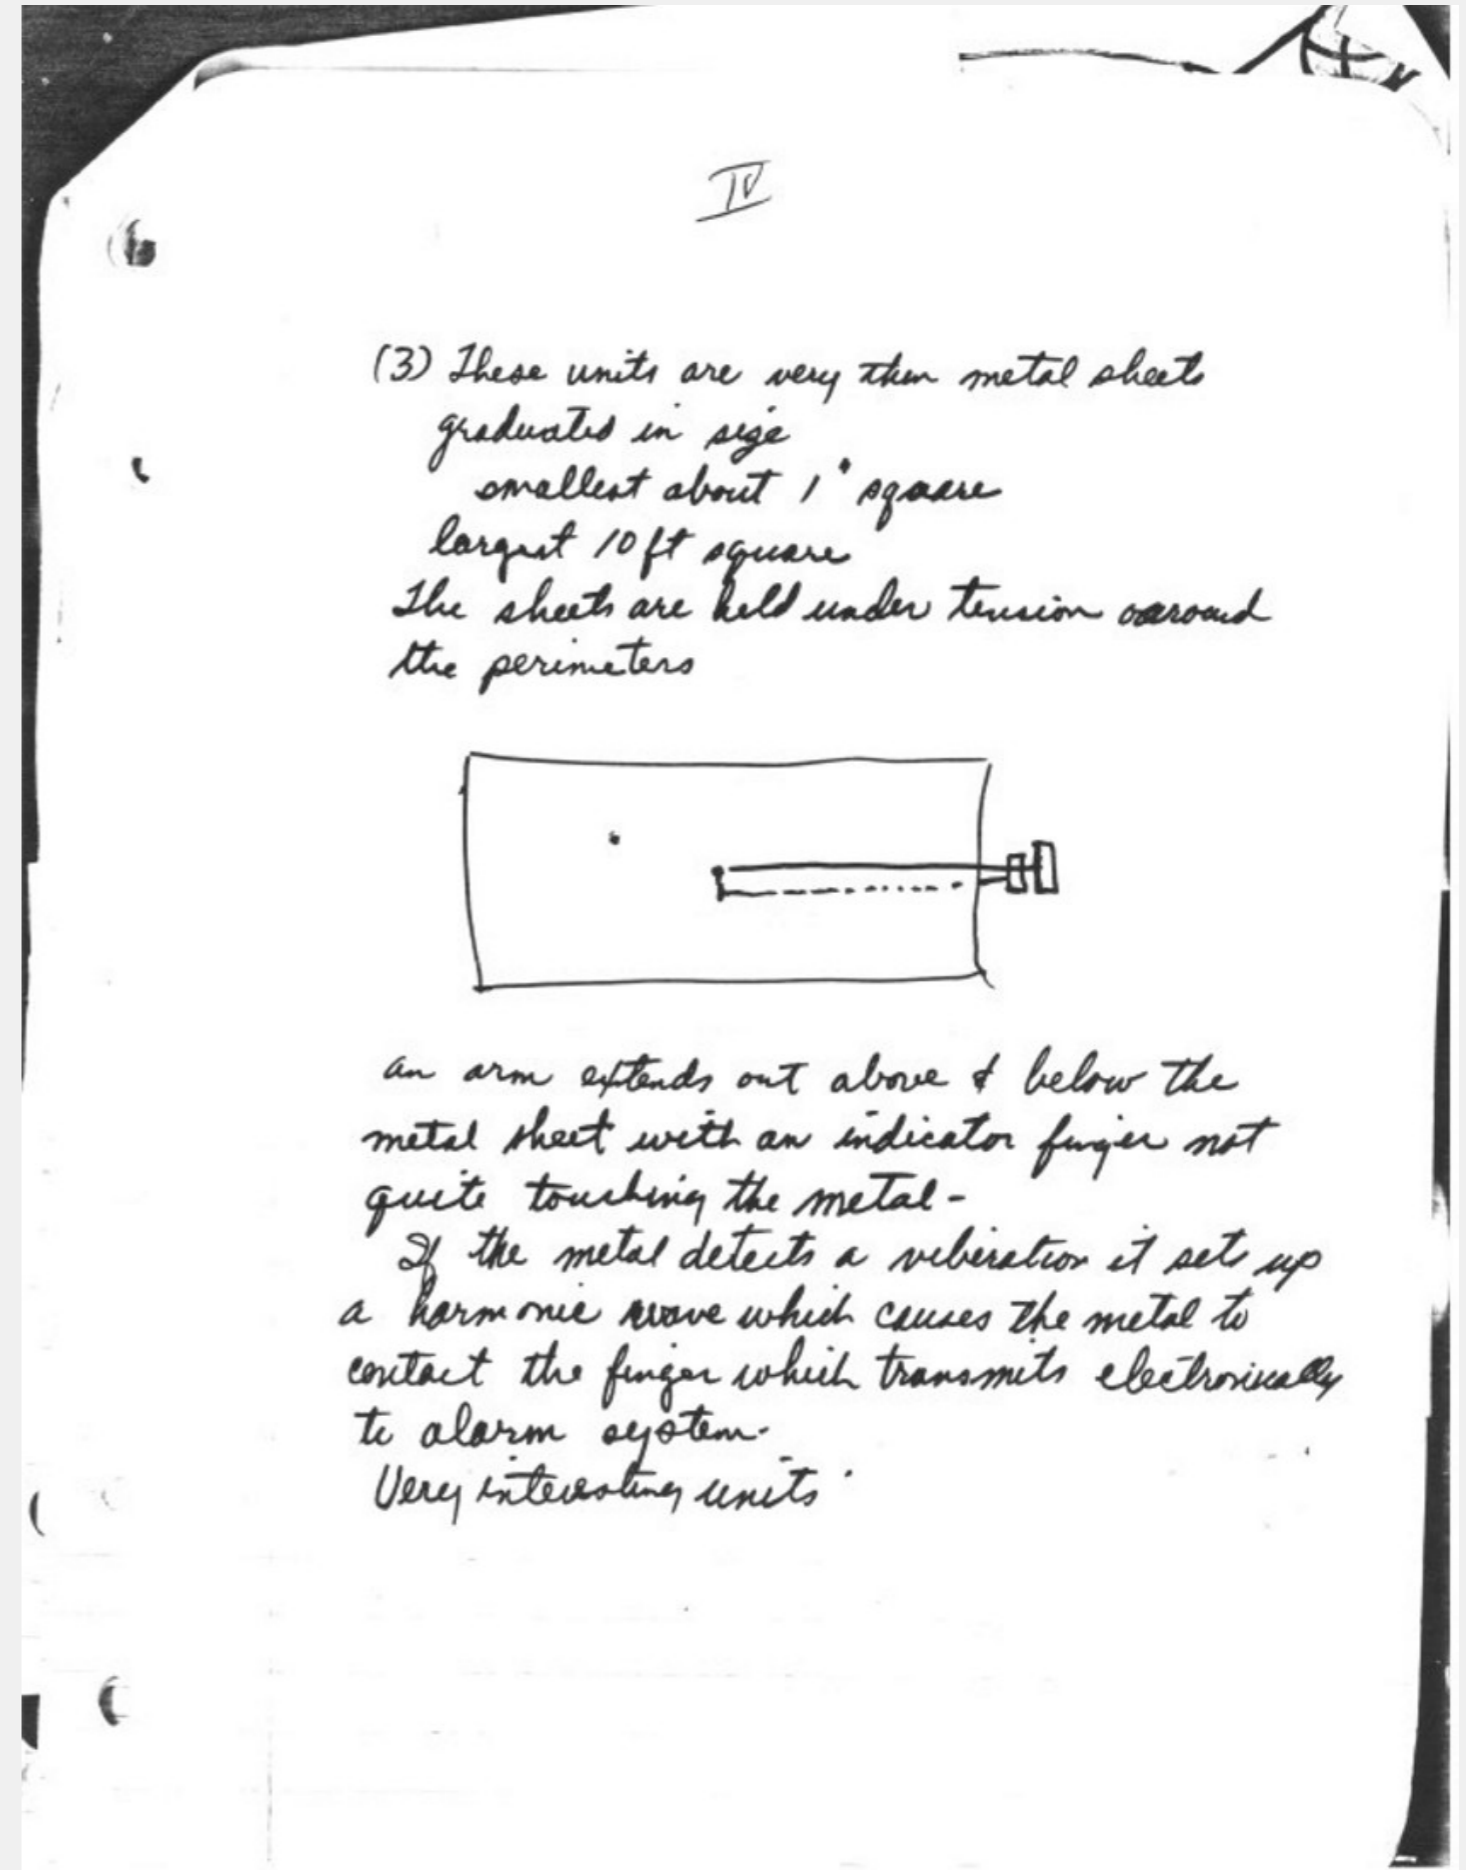 IV
(3) These units are very thin metal sheets
graduated in size
smallest about 1" square
largest 10 ft square
The sheets are held under tension around
the perimeters
an arm extends out above & below the
metal sheet with an indicator finger not
quite touching the metal-
If the metal detects a viberation it sets up
a harmonic wave which causes the metal to
contact the finger which transmits electronically
to alarm system.
Very interesting units.